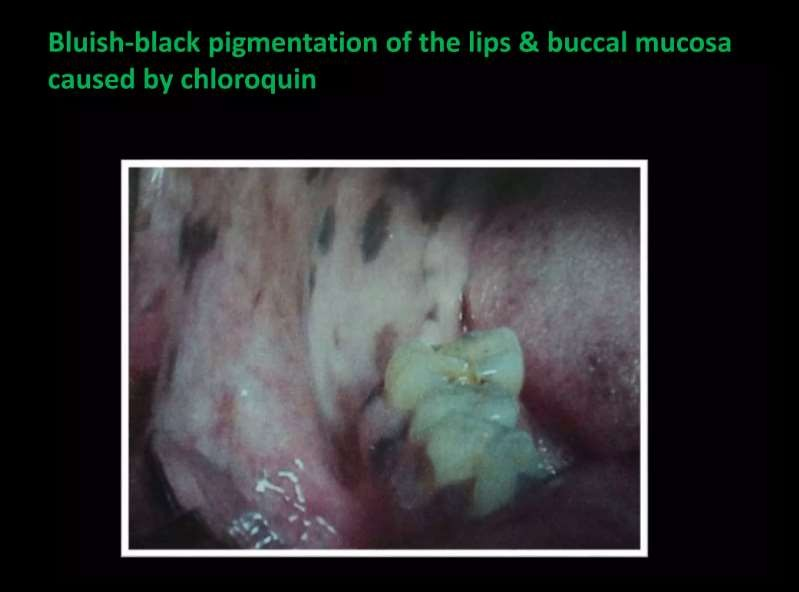 Bluish-black pigmentation of the lips & buccal mucosa
caused by chloroquin